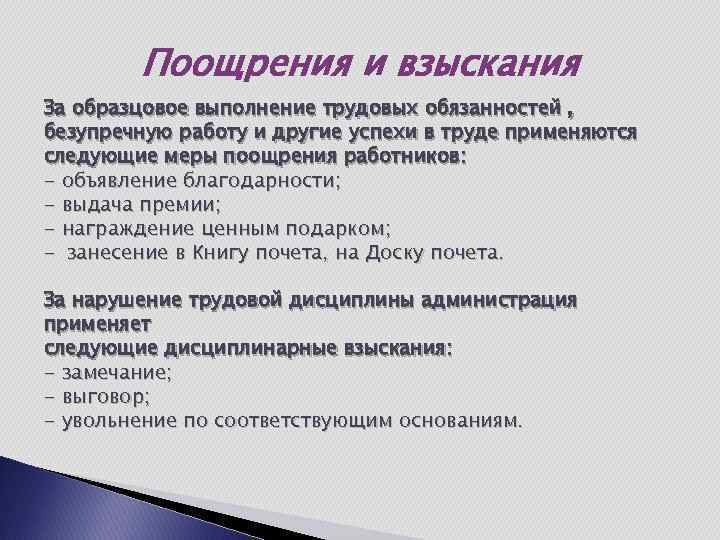 Поощрения и взыскания
За образцовое выполнение трудовых обязанностей ,
безупречную работу и другие успехи в труде применяются
следующие меры поощрения работников:
- объявление благодарности;
- выдача премии;
- награждение ценным подарком;
-  занесение в Книгу почета, на Доску почета.
За нарушение трудовой дисциплины администрация
применяет
следующие дисциплинарные взыскания:
- замечание;
- выговор;
- увольнение по соответствующим основаниям.